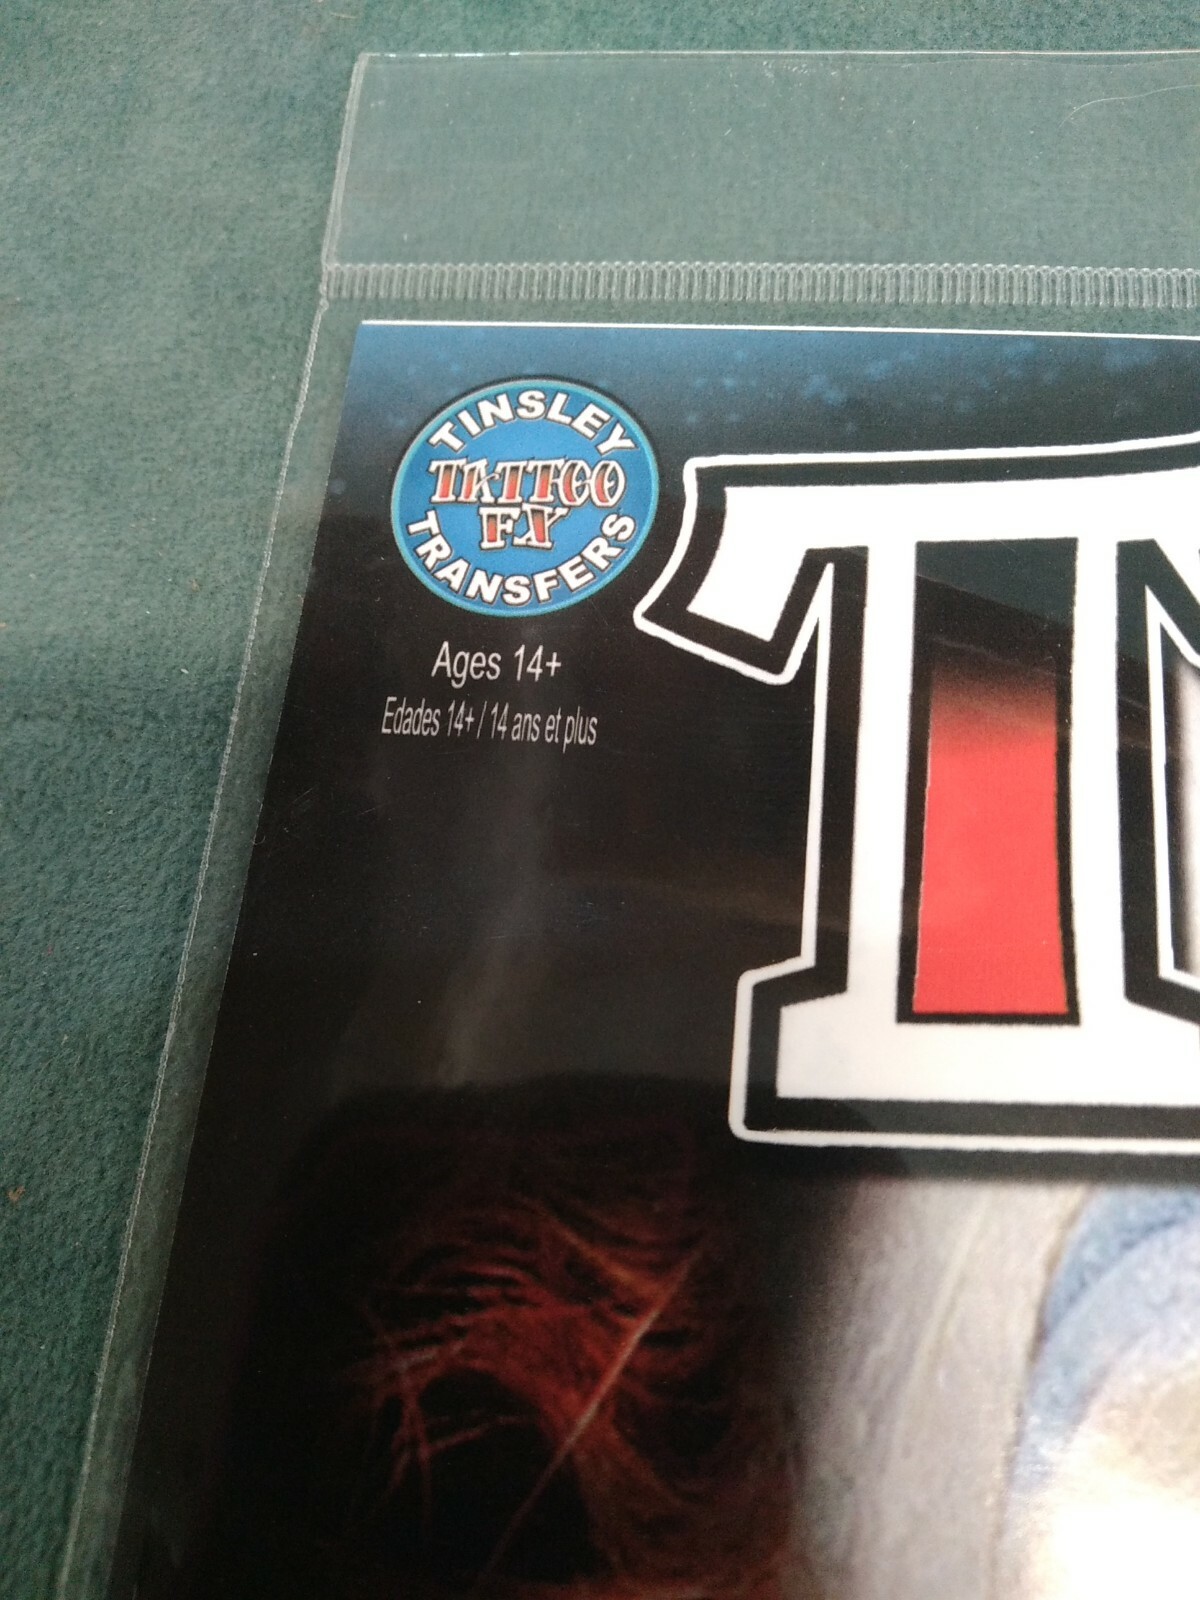 TINSLEY
TATTOO
FX
TRANSFERS
Ages 14+
Edades 14+ / 14 ans et plus
T